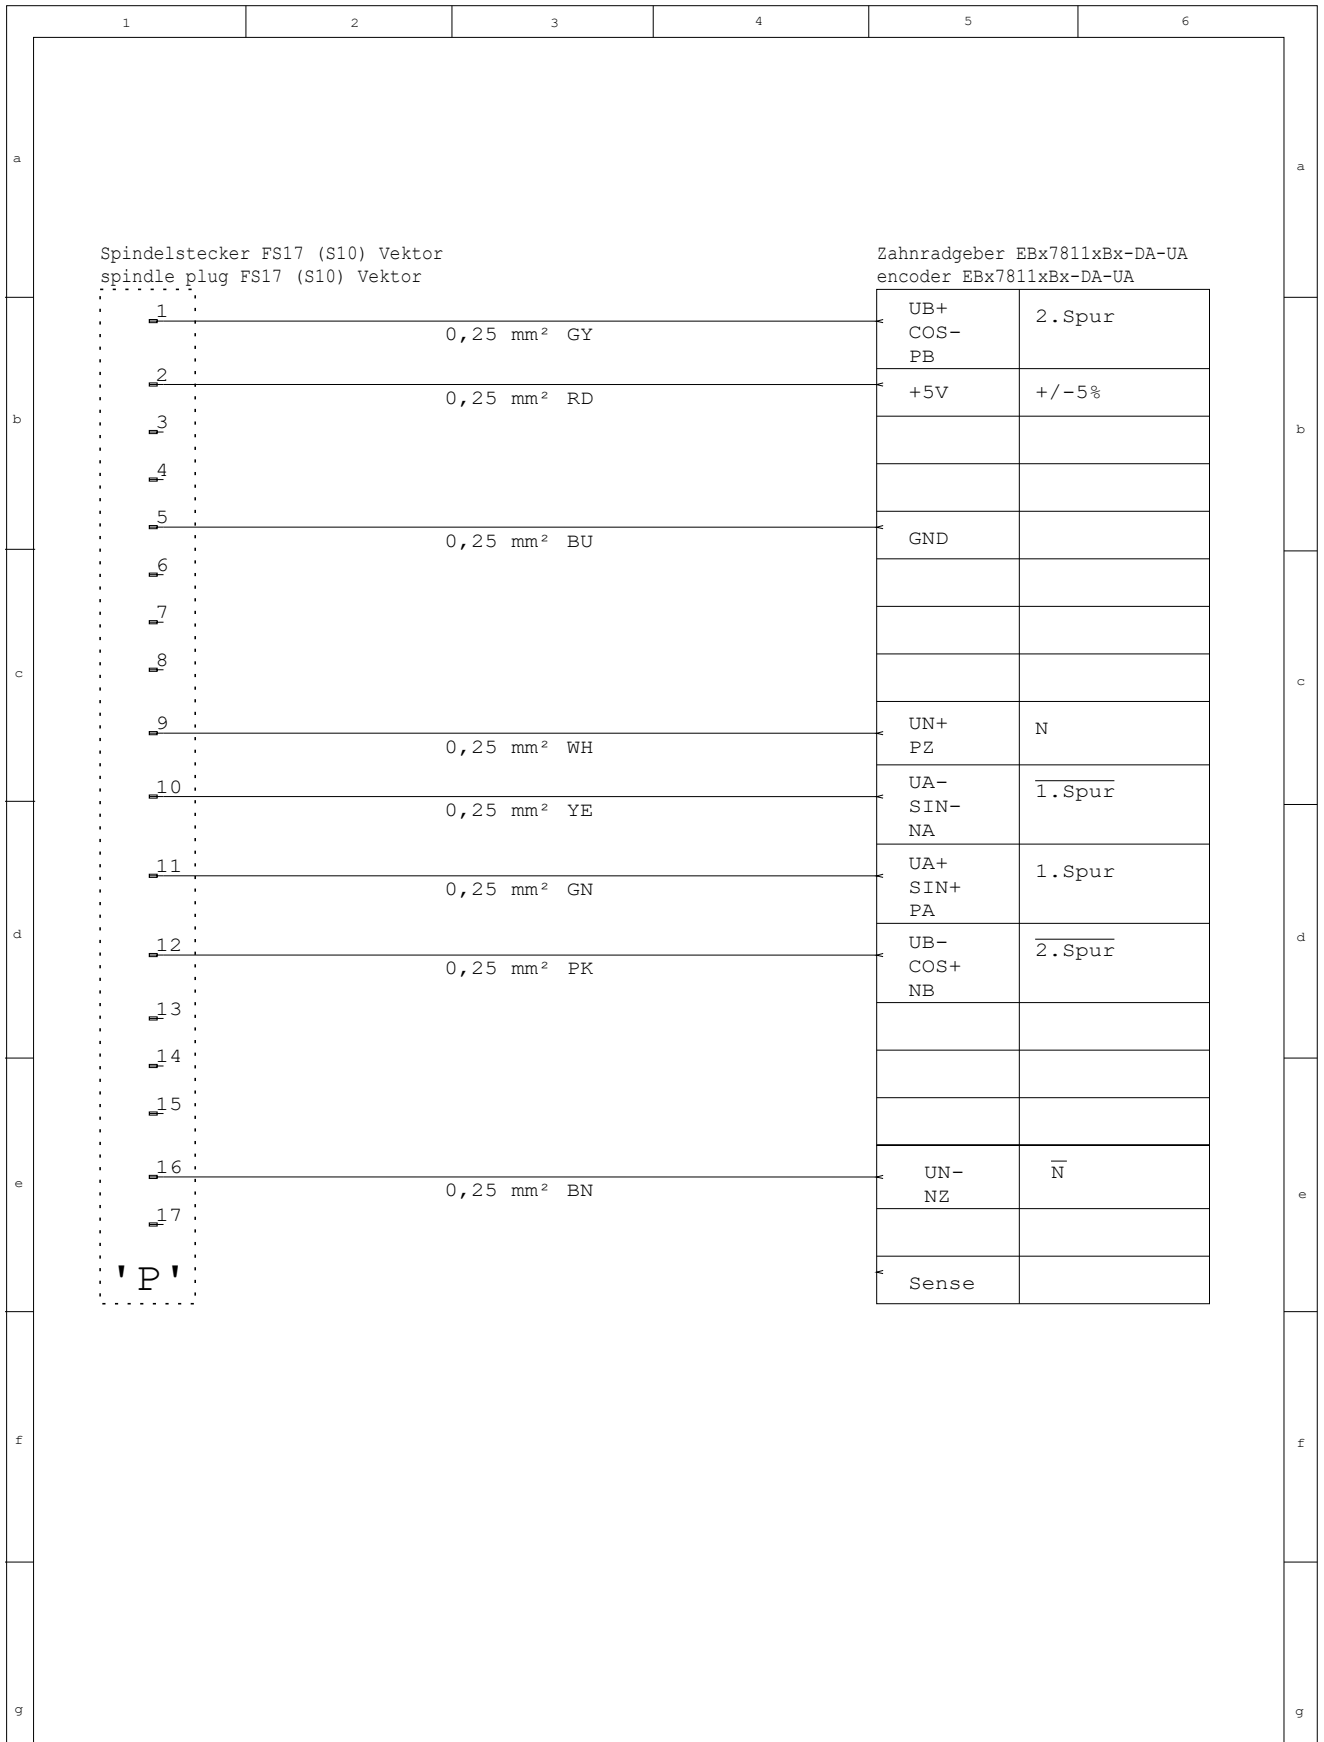 1 2 3 4 5 6
a a
Spindelstecker FS17 (S10) Vektor
spindle plug FS17 (S10) Vektor
Zahnradgeber EBx7811xBx-DA-UA
encoder EBx7811xBx-DA-UA
1
0,25 mm² GY
UB+
COS-
PB
2.Spur
2
0,25 mm² RD
+5V
+/-5%
b b
3
4
5
0,25 mm² BU
GND
6
7
8
c c
9
0,25 mm² WH
UN+
PZ
N
10
0,25 mm² YE
UA-
SIN-
NA
1.Spur
11
0,25 mm² GN
UA+
SIN+
PA
1.Spur
d d
12
0,25 mm² PK
UB-
COS+
NB
2.Spur
13
14
15
16
0,25 mm² BN
UN-
NZ
N
e e
17
'P'
Sense
f f
g g